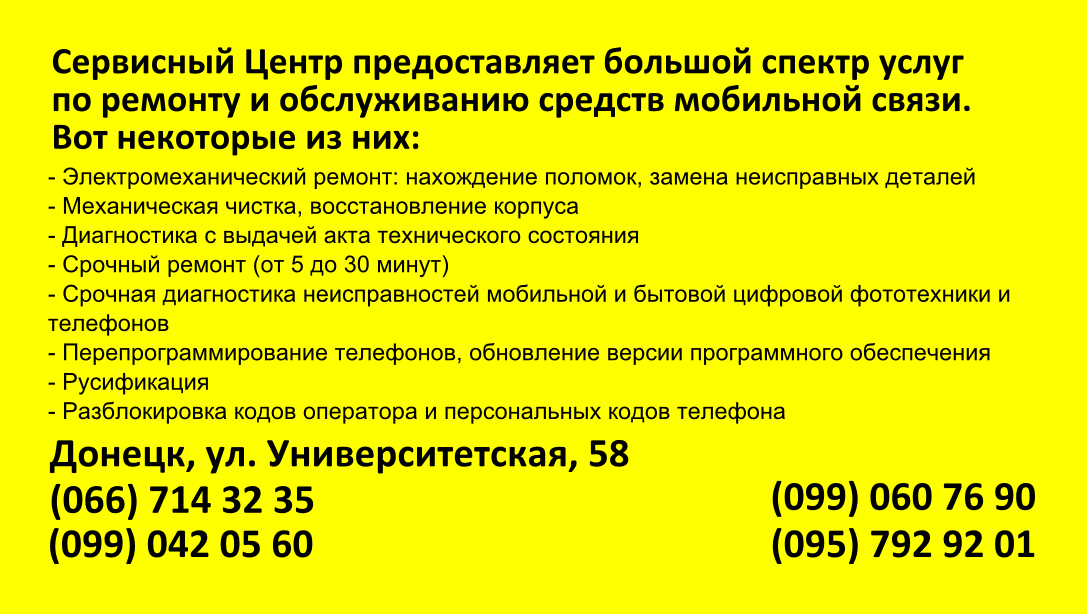 Сервисный Центр предоставляет большой спектр услуг
по ремонту и обслуживанию средств мобильной связи.
Вот некоторые из них:
- Электромеханический ремонт: нахождение поломок, замена неисправных деталей
- Механическая чистка, восстановление корпуса
- Диагностика с выдачей акта технического состояния
- Срочный ремонт (от 5 до 30 минут)
- Срочная диагностика неисправностей мобильной и бытовой цифровой фототехники и
телефонов
- Перепрограммирование телефонов, обновление версии программного обеспечения
- Русификация
- Разблокировка кодов оператора и персональных кодов телефона
Донецк, ул. Университетская, 58
(066) 714 32 35
(099) 042 05 60
(099) 060 76 90
(095) 792 92 01